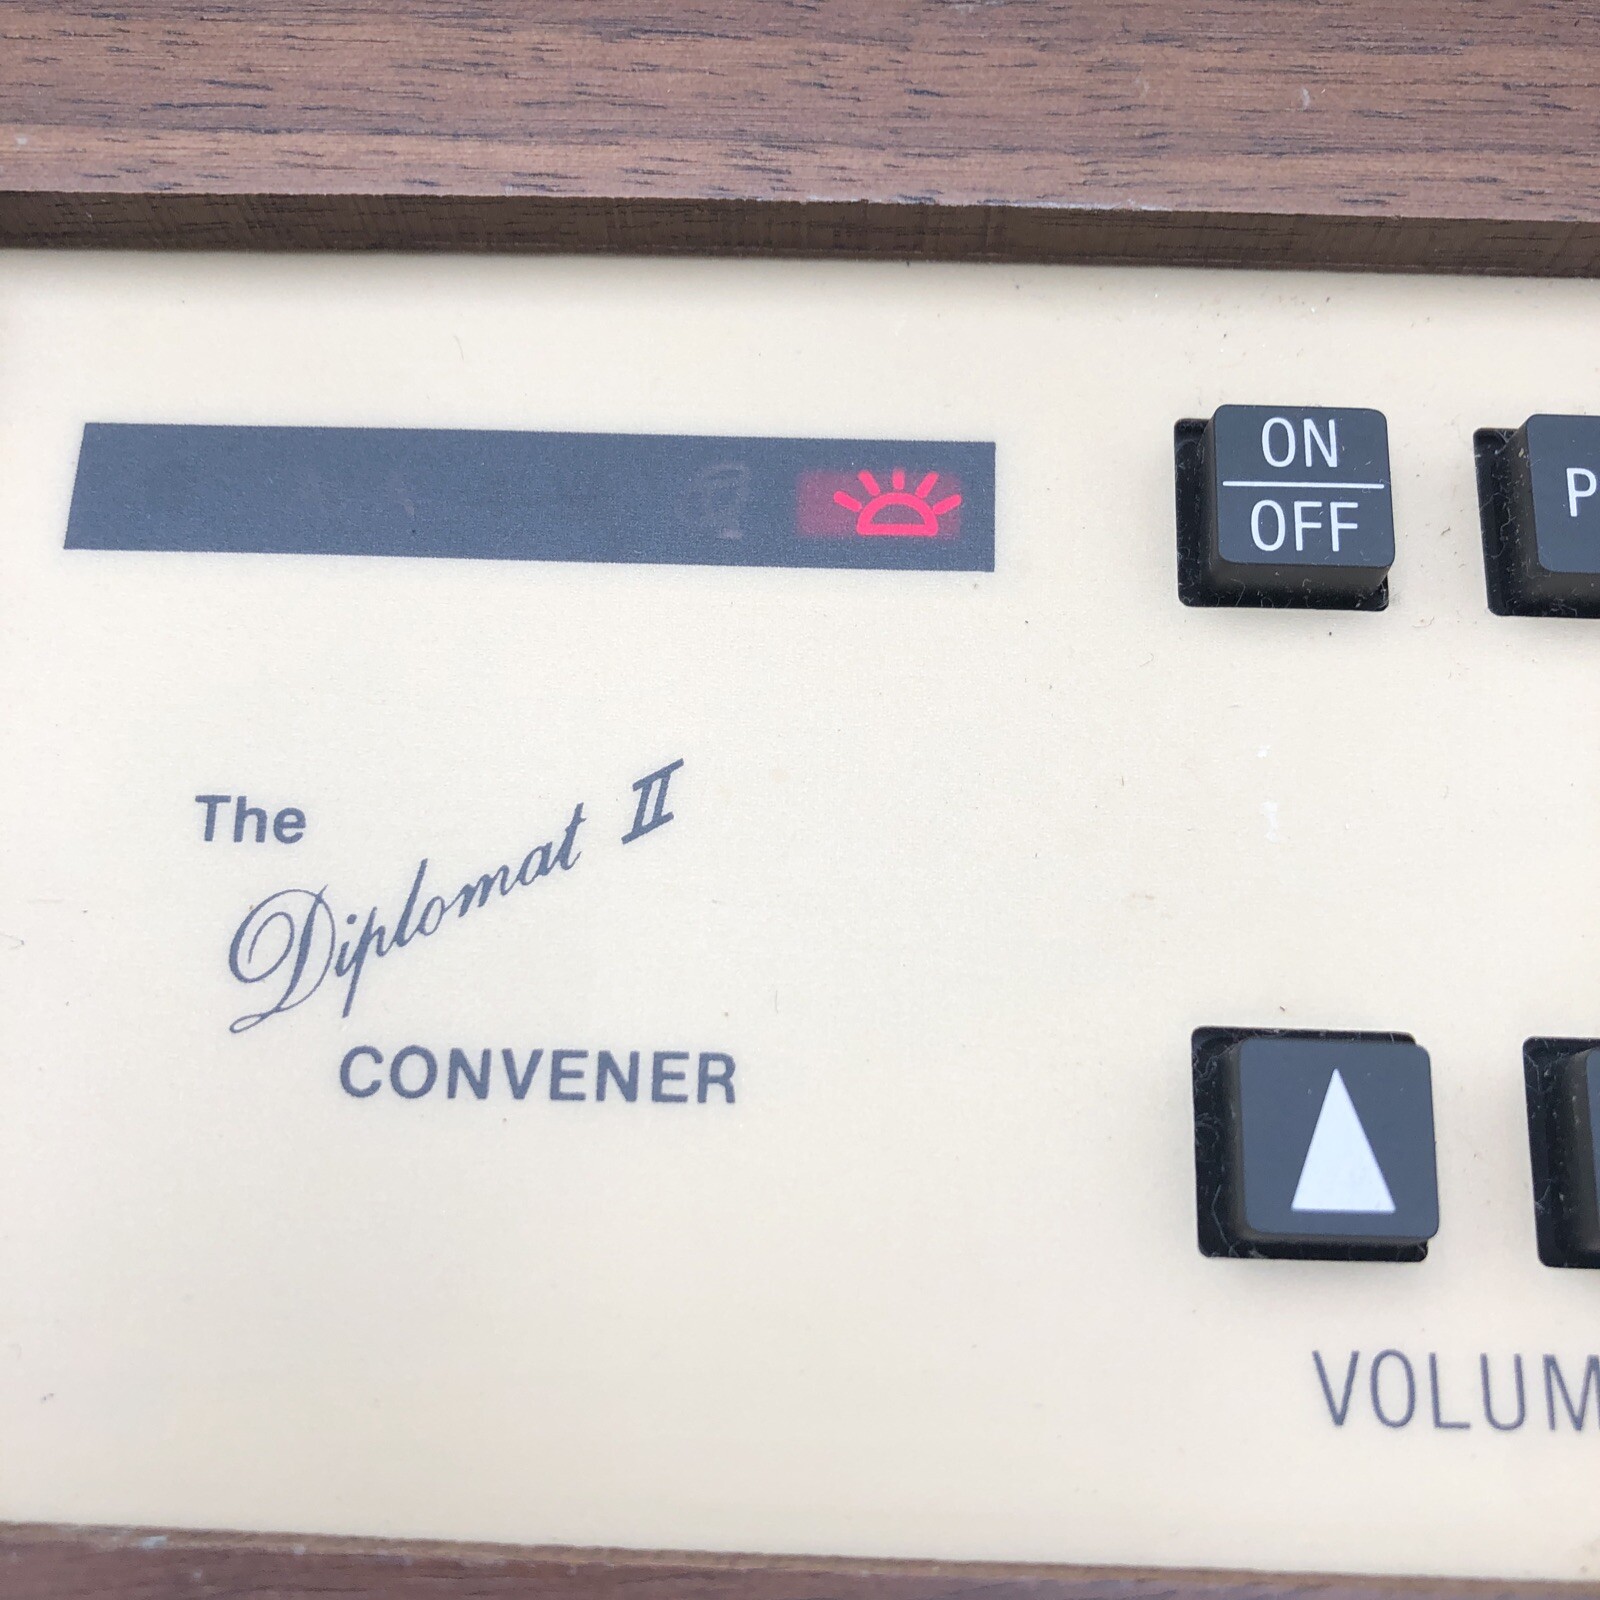 ON
OFF
P
The
Diplomat II
CONVENER
VOLUM